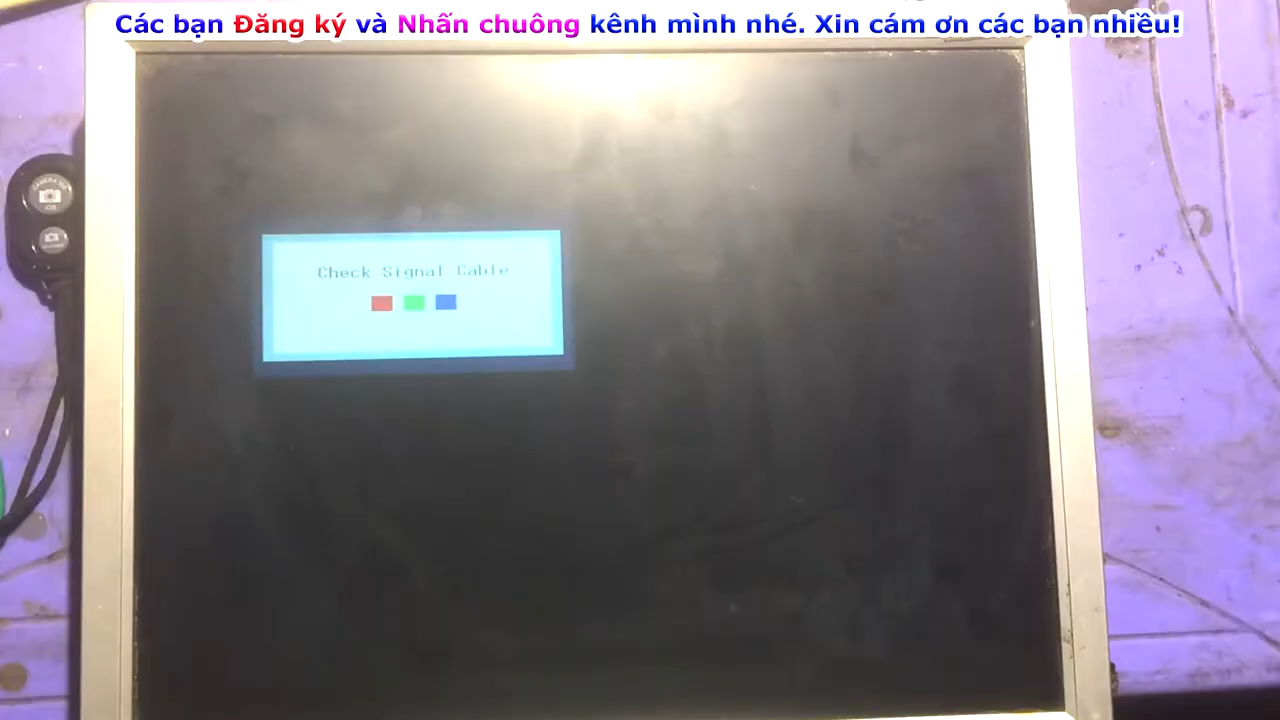 Các bạn Đăng ký và Nhấn chuông kênh mình nhé. Xin cám ơn các bạn nhiều!
Check Signal Cable